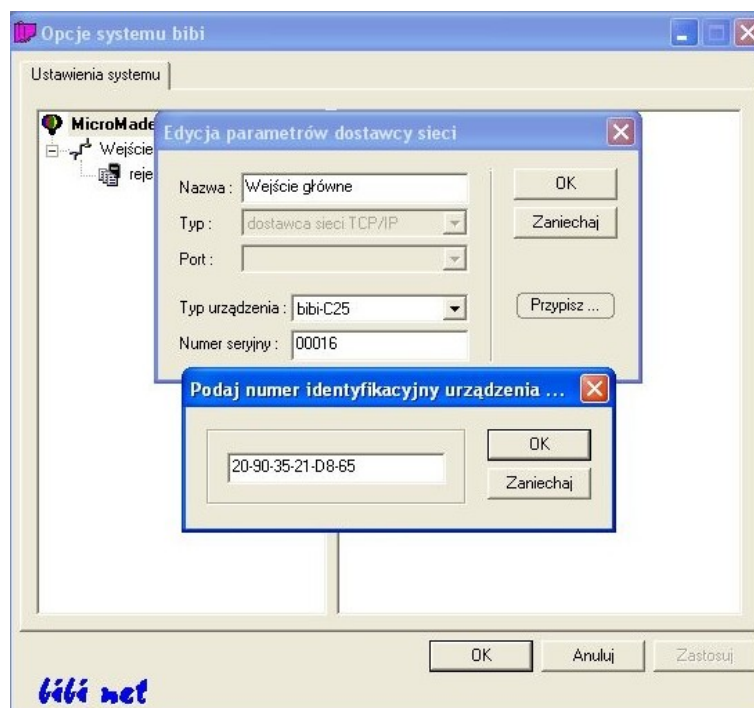 Opcje systemu bibi
Ustawienia systemu
MicroMade
Wejście
reje
Edycja parametrów dostawcy sieci
Nazwa : Wejście główne
OK
Typ : dostawca sieci TCP/IP
Zaniechaj
Port :
Typ urządzenia : bibi-C25
Przypisz ...
Numer seryjny : 00016
Podaj numer identyfikacyjny urządzenia ...
20-90-35-21-D8-65
OK
Zaniechaj
OK Anuluj Zastosuj
bibi net